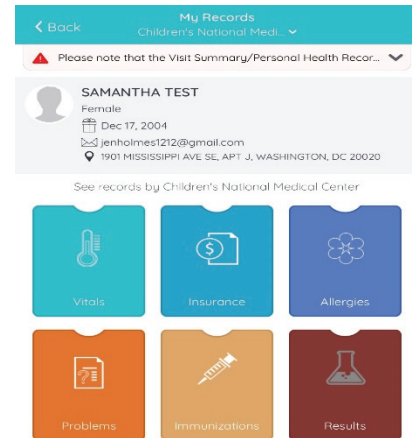 My Records
Back
Children's National Medi...
Please note that the Visit Summary/Personal Health Recor...
SAMANTHA TEST
Female
Dec 17, 2004
jenholmes1212@gmail.com
1901 MISSISSIPPI AVE SE, APT J, WASHINGTON, DC 20020
See records by Children's National Medical Center
Vitals
Insurance
Allergies
Problems
Immunizations
Results